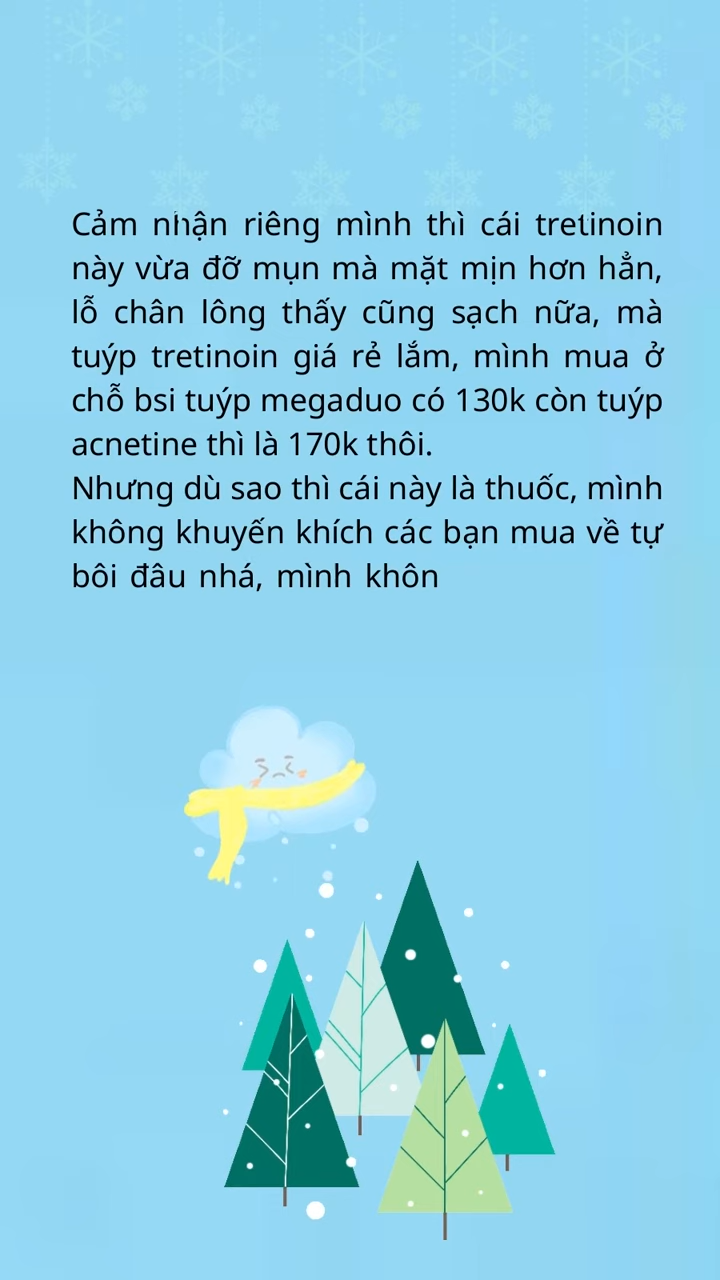 Cảm nhận riêng mình thì cái tretinoin
này vừa đỡ mụn mà mặt mịn hơn hẳn,
lỗ chân lông thấy cũng sạch nữa, mà
tuýp tretinoin giá rẻ lắm, mình mua ở
chỗ bsi tuýp megaduo có 130k còn tuýp
acnetine thì là 170k thôi.
Nhưng dù sao thì cái này là thuốc, mình
không khuyến khích các bạn mua về tự
bôi đâu nhá, mình khôn